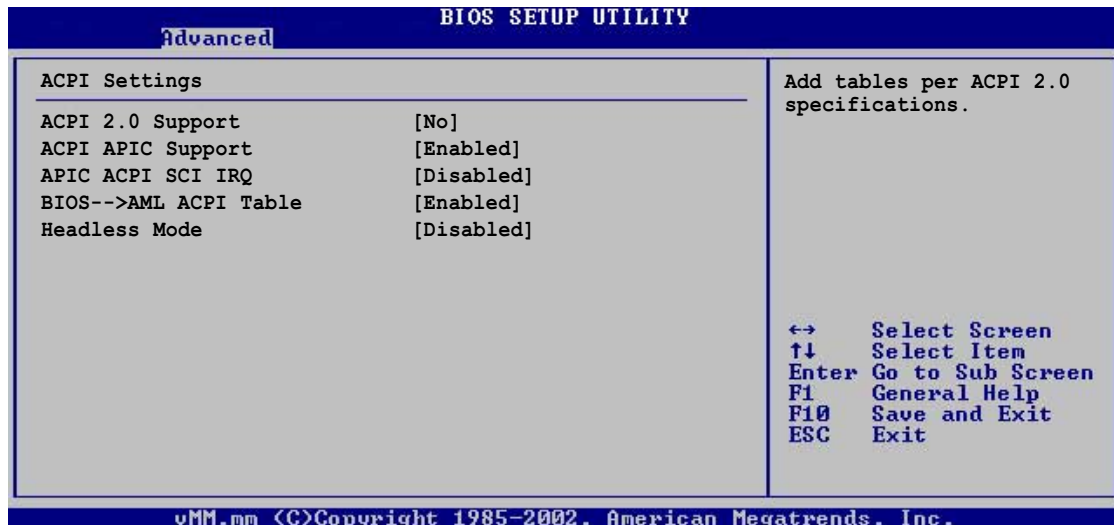 BIOS SETUP UTILITY
Advanced
ACPI Settings
ACPI 2.0 Support [No]
ACPI APIC Support [Enabled]
APIC ACPI SCI IRQ [Disabled]
BIOS-->AML ACPI Table [Enabled]
Headless Mode [Disabled]
Add tables per ACPI 2.0
specifications.
←→ Select Screen
↑↓ Select Item
Enter Go to Sub Screen
F1 General Help
F10 Save and Exit
ESC Exit
vMM.mm (C)Copyright 1985-2002, American Megatrends, Inc.